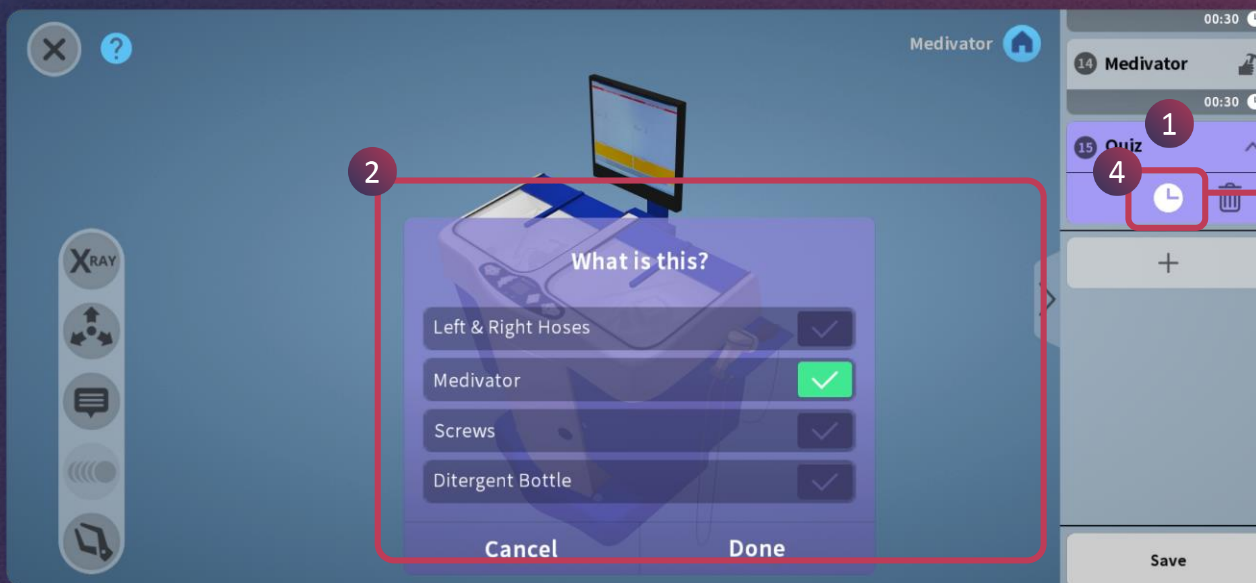 ?
Medivator
00:30
14 Medivator
00:30
1
15 Quiz
4
2
What is this?
XRAY
Left & Right Hoses
Medivator
Screws
Ditergent Bottle
Cancel
Done
+
Save